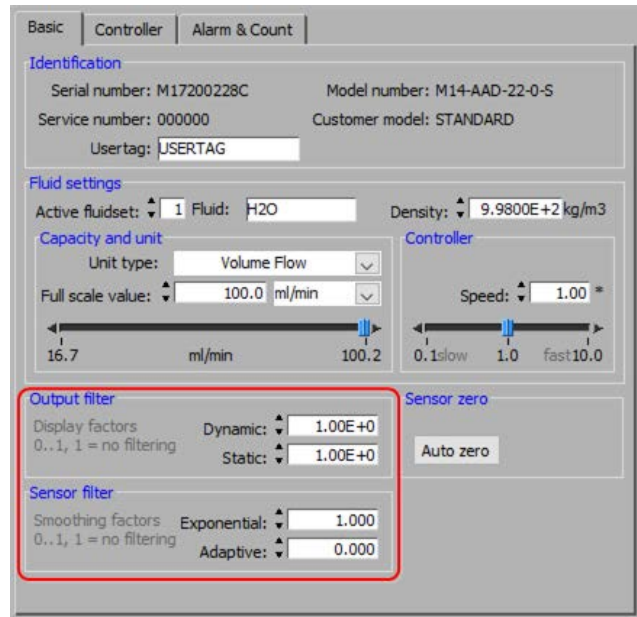 Basic Controller Alarm & Count
Identification
Serial number: M17200228C Model number: M14-AAD-22-0-S
Service number: 000000 Customer model: STANDARD
Usertag: USERTAG
Fluid settings
Active fluidset: 1 Fluid: H2O Density: 9.9800E+2 kg/m3
Capacity and unit
Unit type: Volume Flow
Full scale value: 100.0 ml/min
16.7 ml/min 100.2
Controller
Speed: 1.00 *
0.1slow 1.0 fast10.0
Output filter
Display factors
0..1, 1 = no filtering
Dynamic: 1.00E+0
Static: 1.00E+0
Sensor zero
Auto zero
Sensor filter
Smoothing factors
0..1, 1 = no filtering
Exponential: 1.000
Adaptive: 0.000